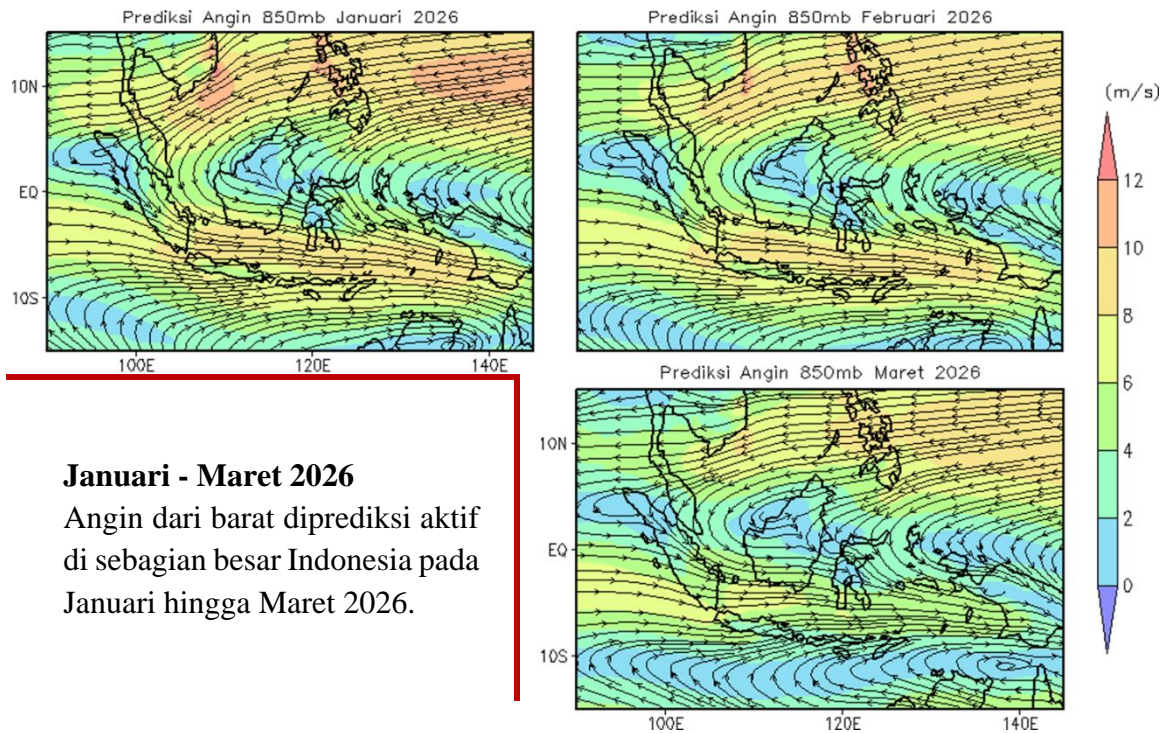 Prediksi Angin 850mb Januari 2026
Prediksi Angin 850mb Februari 2026
10N
EQ
10S
100E
120E
140E
(m/s)
12
10
8
6
4
2
0
Januari - Maret 2026
Angin dari barat diprediksi aktif
di sebagian besar Indonesia pada
Januari hingga Maret 2026.
Prediksi Angin 850mb Maret 2026
10N
EQ
10S
100E
120E
140E